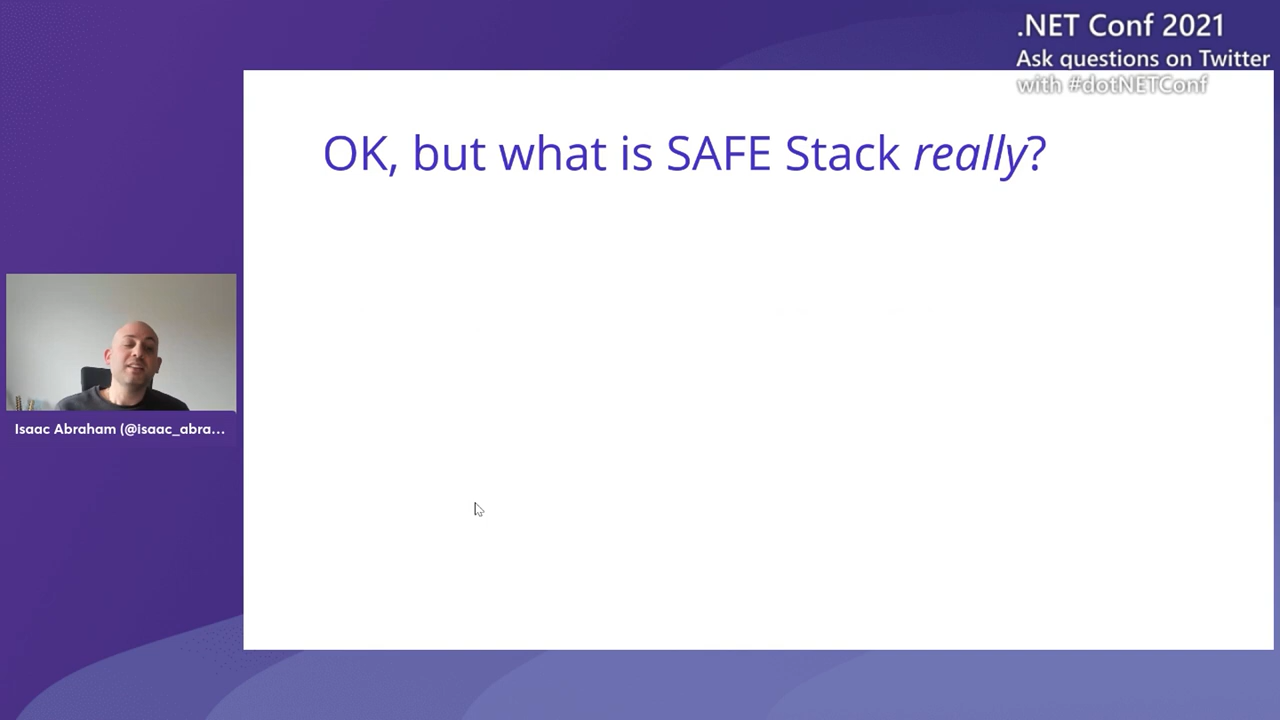 .NET Conf 2021
Ask questions on Twitter
with #dotNETConf
OK, but what is SAFE Stack really?
Isaac Abraham (@isaac_abra...